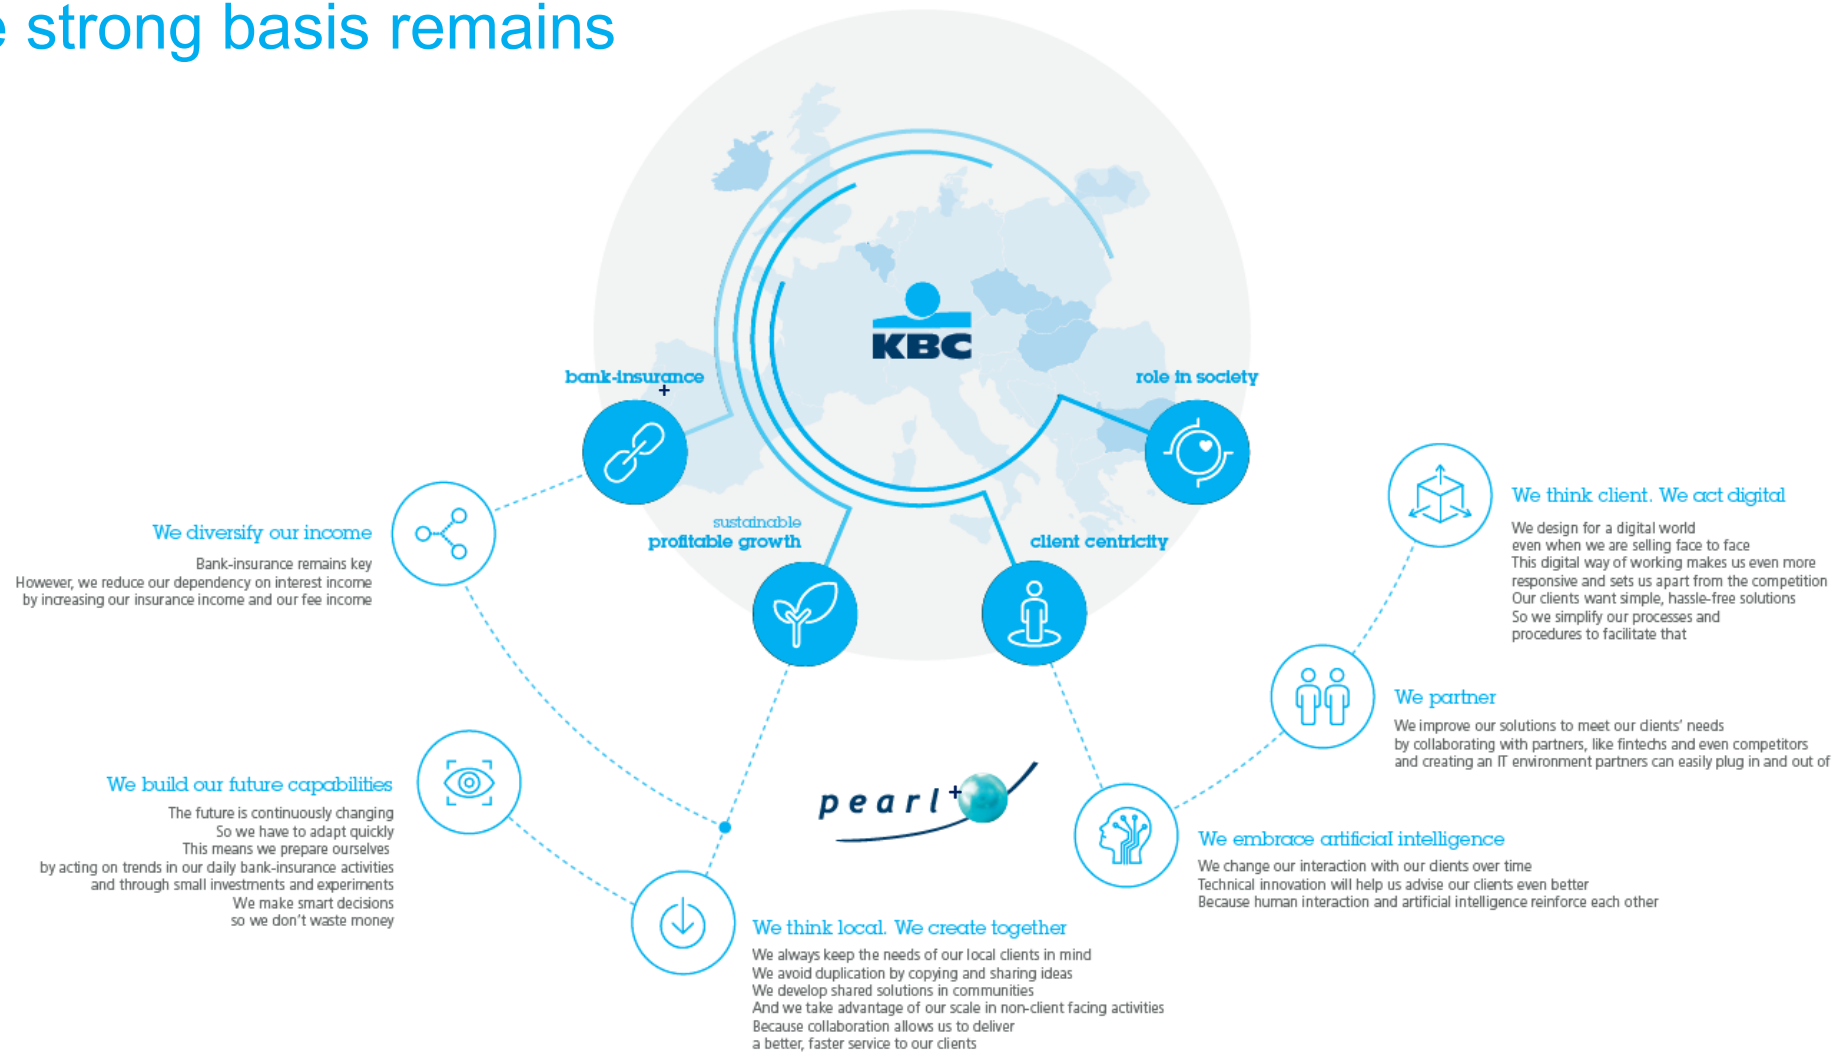 e strong basis remains
KBC
bank-insurance
+
role in society
sustainable
profitable growth
client centricity
We diversify our income
Bank-insurance remains key
However, we reduce our dependency on interest income
by increasing our insurance income and our fee income
We think client. We act digital
We design for a digital world
even when we are selling face to face
This digital way of working makes us even more
responsive and sets us apart from the competition
Our clients want simple, hassle-free solutions
So we simplify our processes and
procedures to facilitate that
We partner
We improve our solutions to meet our clients' needs
by collaborating with partners, like fintechs and even competitors
and creating an IT environment partners can easily plug in and out of
We build our future capabilities
The future is continuously changing
So we have to adapt quickly
This means we prepare ourselves
by acting on trends in our daily bank-insurance activities
and through small investments and experiments
We make smart decisions
so we don't waste money
pearl+
We embrace artificial intelligence
We change our interaction with our clients over time
Technical innovation will help us advise our clients even better
Because human interaction and artificial intelligence reinforce each other
We think local. We create together
We always keep the needs of our local clients in mind
We avoid duplication by copying and sharing ideas
We develop shared solutions in communities
And we take advantage of our scale in non-client facing activities
Because collaboration allows us to deliver
a better, faster service to our clients